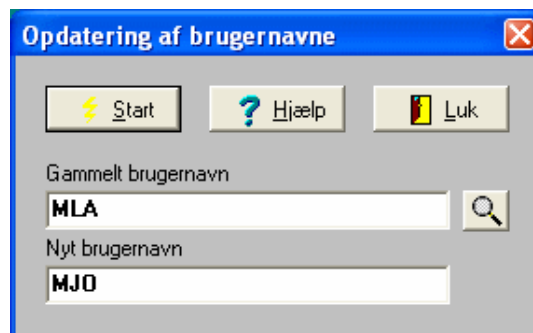 Opdatering af brugernavne
Start Hjælp Luk
Gammelt brugernavn
MLA
Nyt brugernavn
MJO